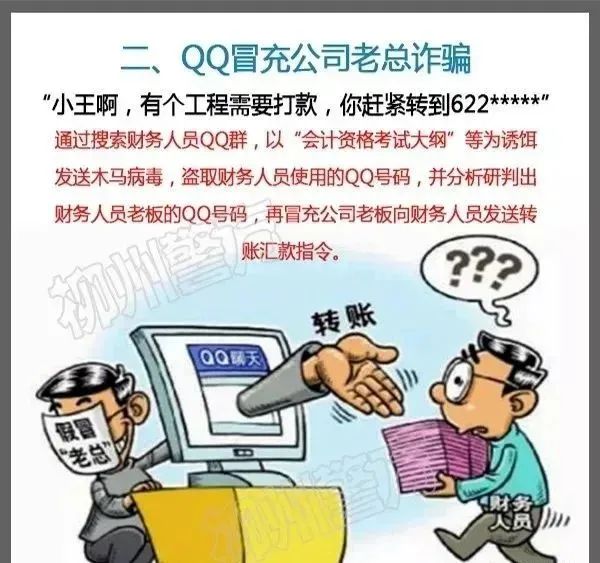 二、QQ冒充公司老总诈骗
“小王啊，有个工程需要打款，你赶紧转到622*****”
通过搜索财务人员QQ群，以“会计资格考试大纲”等为诱饵
发送木马病毒，盗取财务人员使用的QQ号码，并分析研判出
财务人员老板的QQ号码，再冒充公司老板向财务人员发送转
账汇款指令。
柳州警方
???
转账
QQ聊天
假冒
“老总”
财务
人员
柳州警方